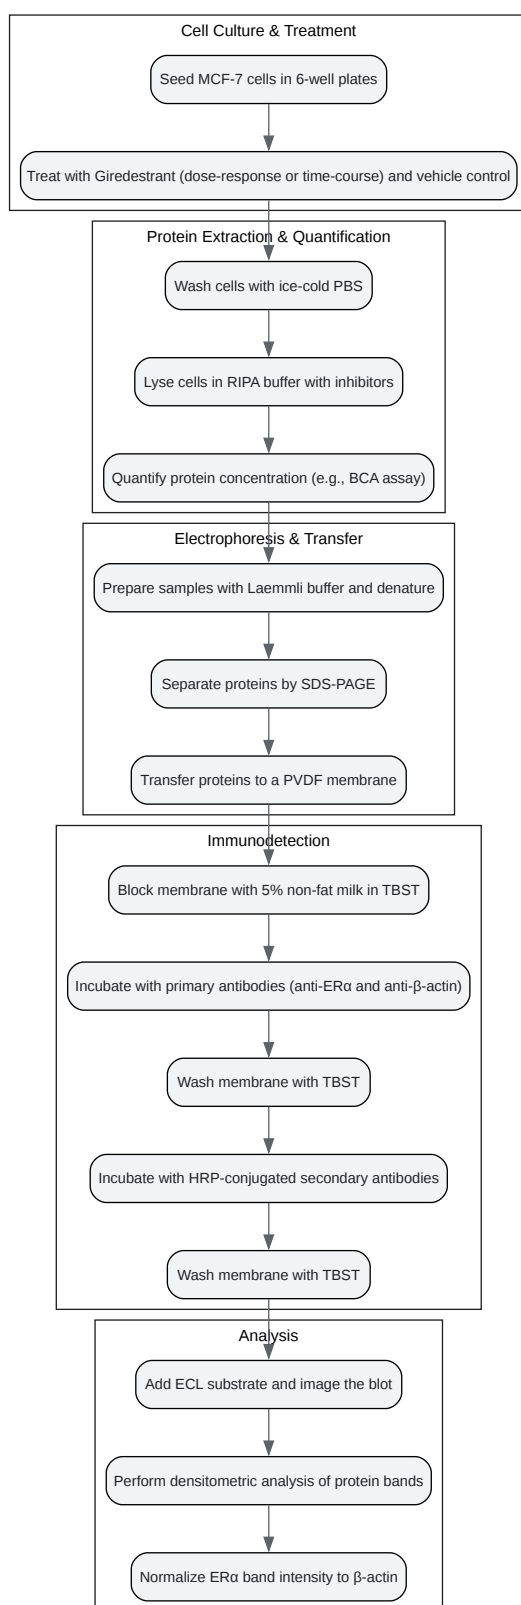 Cell Culture & Treatment
Seed MCF-7 cells in 6-well plates
Treat with Giredestrant (dose-response or time-course) and vehicle control
Protein Extraction & Quantification
Wash cells with ice-cold PBS
Lyse cells in RIPA buffer with inhibitors
Quantify protein concentration (e.g., BCA assay)
Electrophoresis & Transfer
Prepare samples with Laemmli buffer and denature
Separate proteins by SDS-PAGE
Transfer proteins to a PVDF membrane
Immunodetection
Block membrane with 5% non-fat milk in TBST
Incubate with primary antibodies (anti-ERα and anti-β-actin)
Wash membrane with TBST
Incubate with HRP-conjugated secondary antibodies
Wash membrane with TBST
Analysis
Add ECL substrate and image the blot
Perform densitometric analysis of protein bands
Normalize ERα band intensity to β-actin